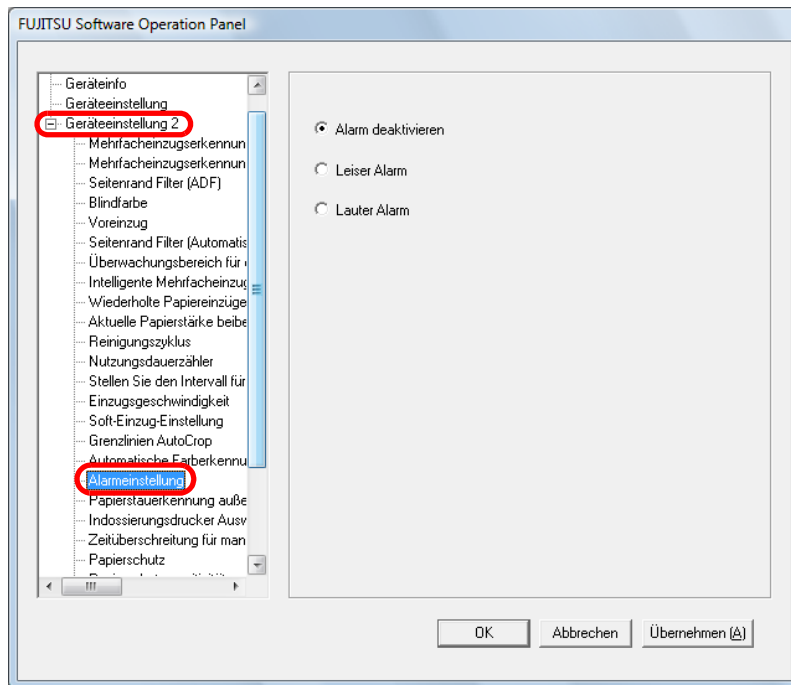 FUJITSU Software Operation Panel
Geräteinfo
Geräteeinstellung
Geräteeinstellung 2
Mehrfacheinzugserkennun
Mehrfacheinzugserkennun
Seitenrand Filter (ADF)
Blindfarbe
Voreinzug
Seitenrand Filter (Automatis
Überwachungsbereich für
Intelligente Mehrfacheinzug
Wiederholte Papiereinzüge
Aktuelle Papierstärke beibe
Reinigungszyklus
Nutzungsdauerzähler
Stellen Sie den Intervall für
Einzugsgeschwindigkeit
Soft-Einzug-Einstellung
Grenzlinien AutoCrop
Automatische Farberkennu
Alarmeinstellung
Papierstauerkennung auße
Indossierungsdrucker Ausw
Zeitüberschreitung für man
Papierschutz
Alarm deaktivieren
Leiser Alarm
Lauter Alarm
OK
Abbrechen
Übernehmen (A)